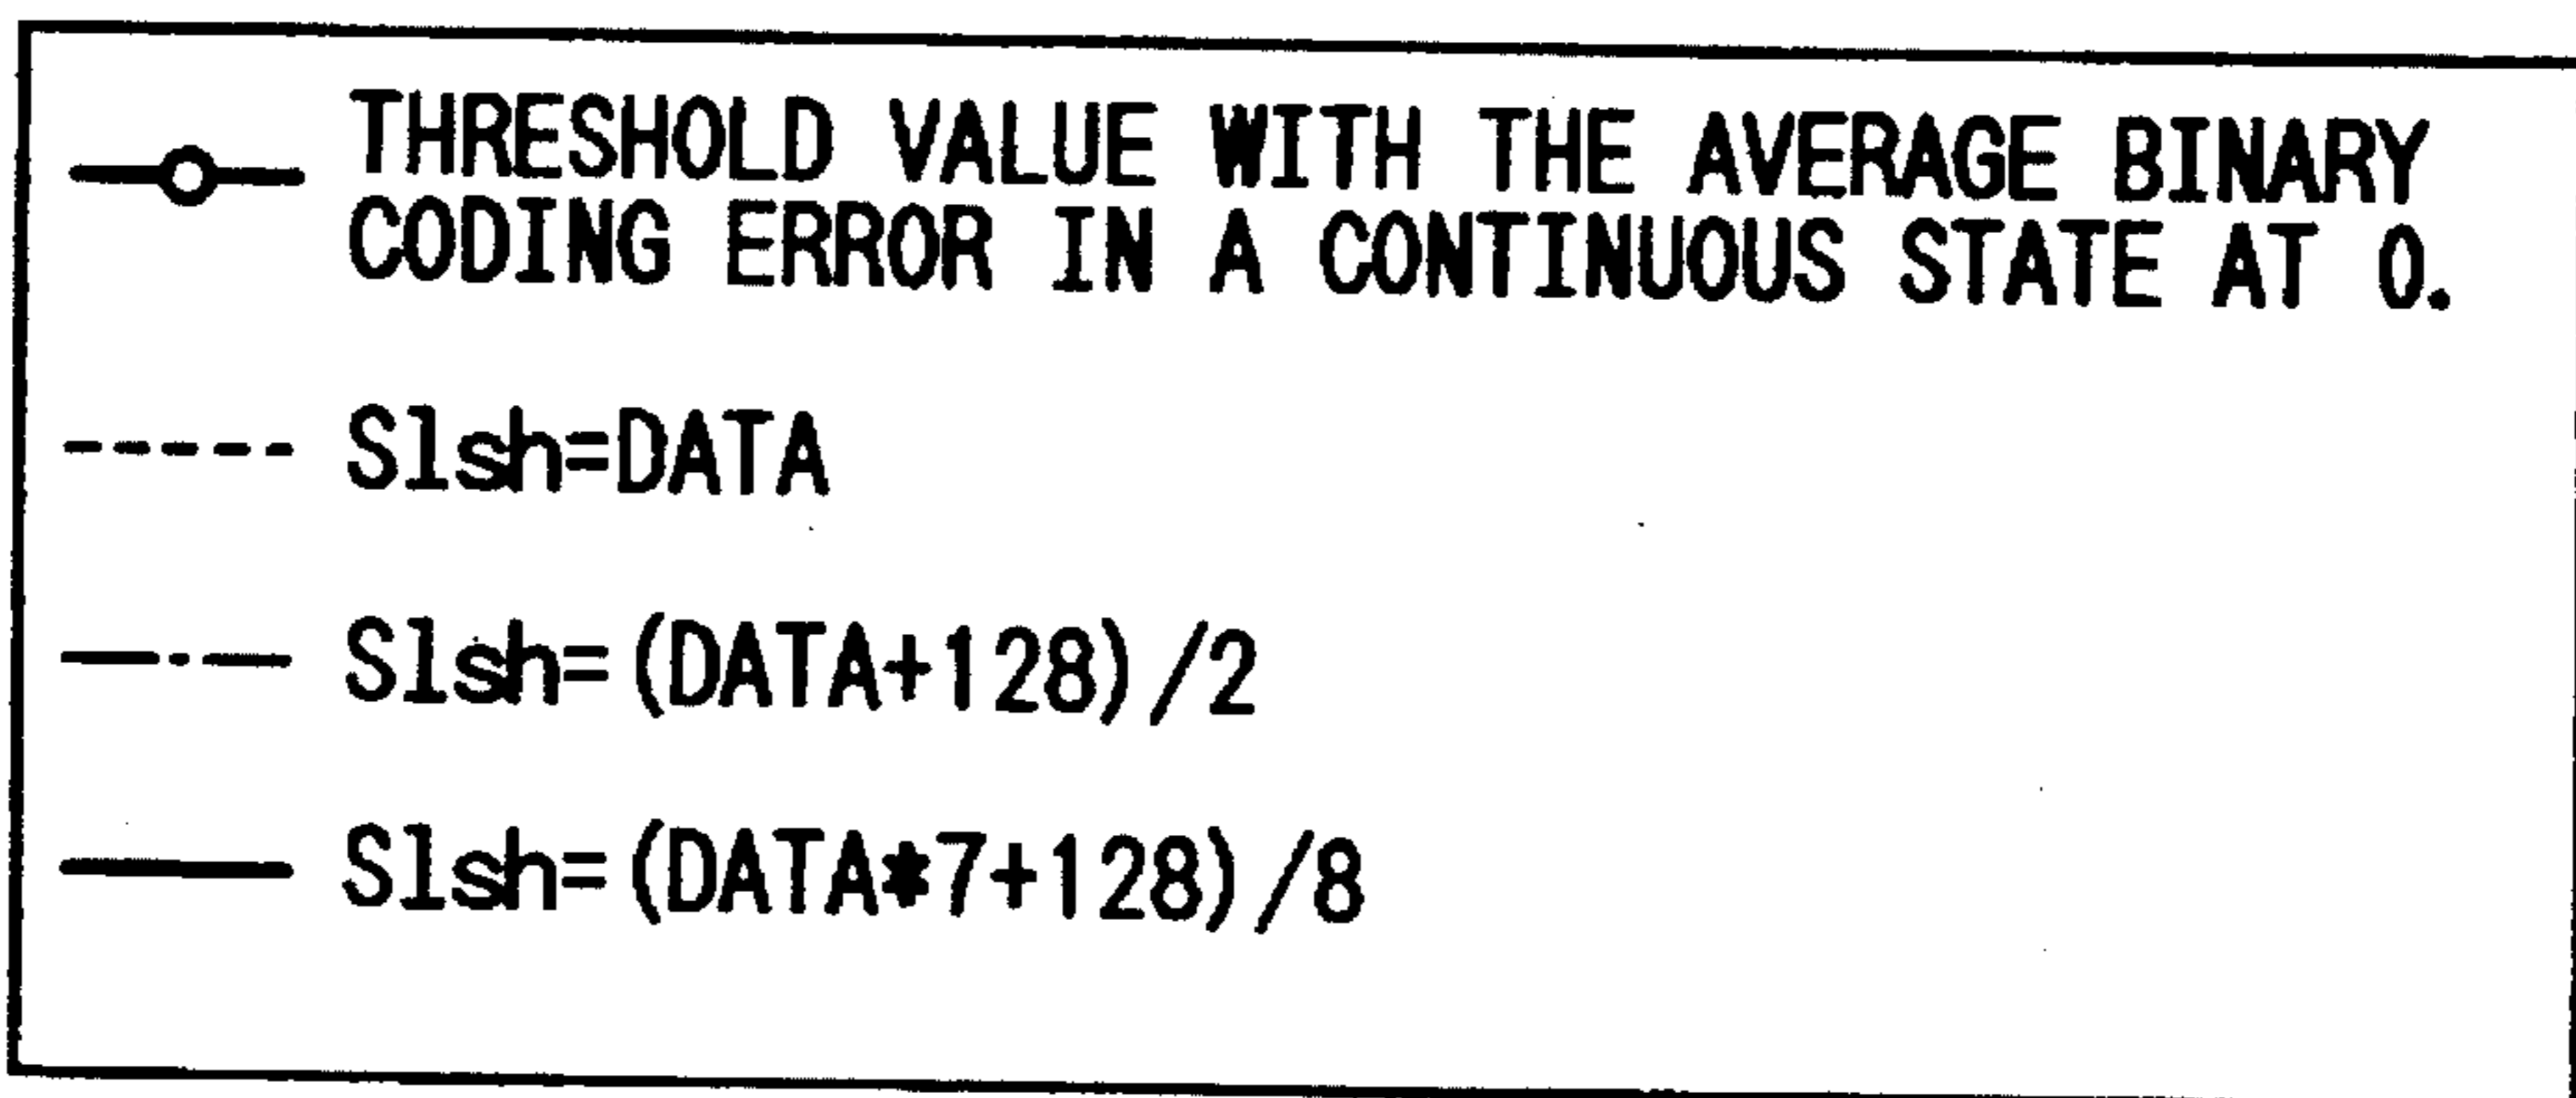 THRESHOLD VALUE WITH THE AVERAGE BINARY
CODING ERROR IN A CONTINUOUS STATE AT 0.
Slsh=DATA
Slsh=(DATA+128)/2
Slsh=(DATA*7+128)/8